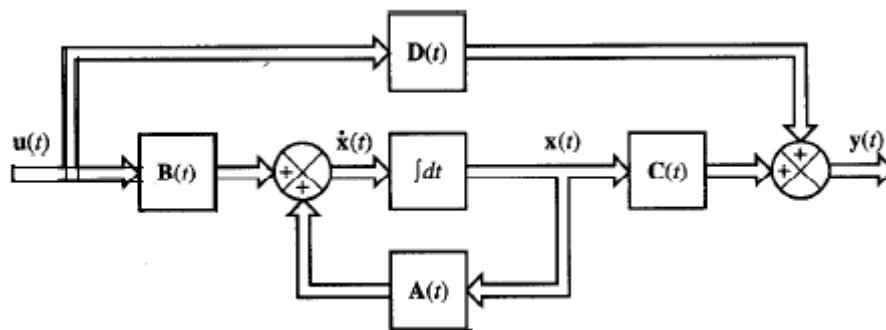 D(t)
u(t)
B(t)
+
+
ẋ(t)
∫dt
x(t)
C(t)
+
+
y(t)
A(t)